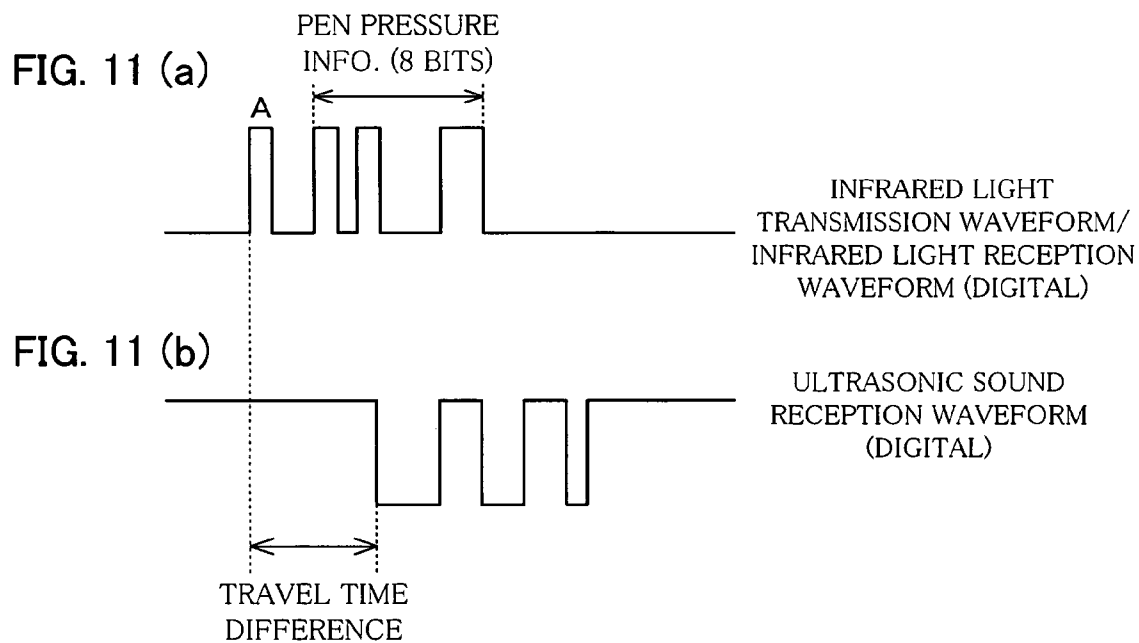 PEN PRESSURE
INFO. (8 BITS)
FIG. 11 (a)
A
INFRARED LIGHT
TRANSMISSION WAVEFORM/
INFRARED LIGHT RECEPTION
WAVEFORM (DIGITAL)
FIG. 11 (b)
ULTRASONIC SOUND
RECEPTION WAVEFORM
(DIGITAL)
TRAVEL TIME
DIFFERENCE